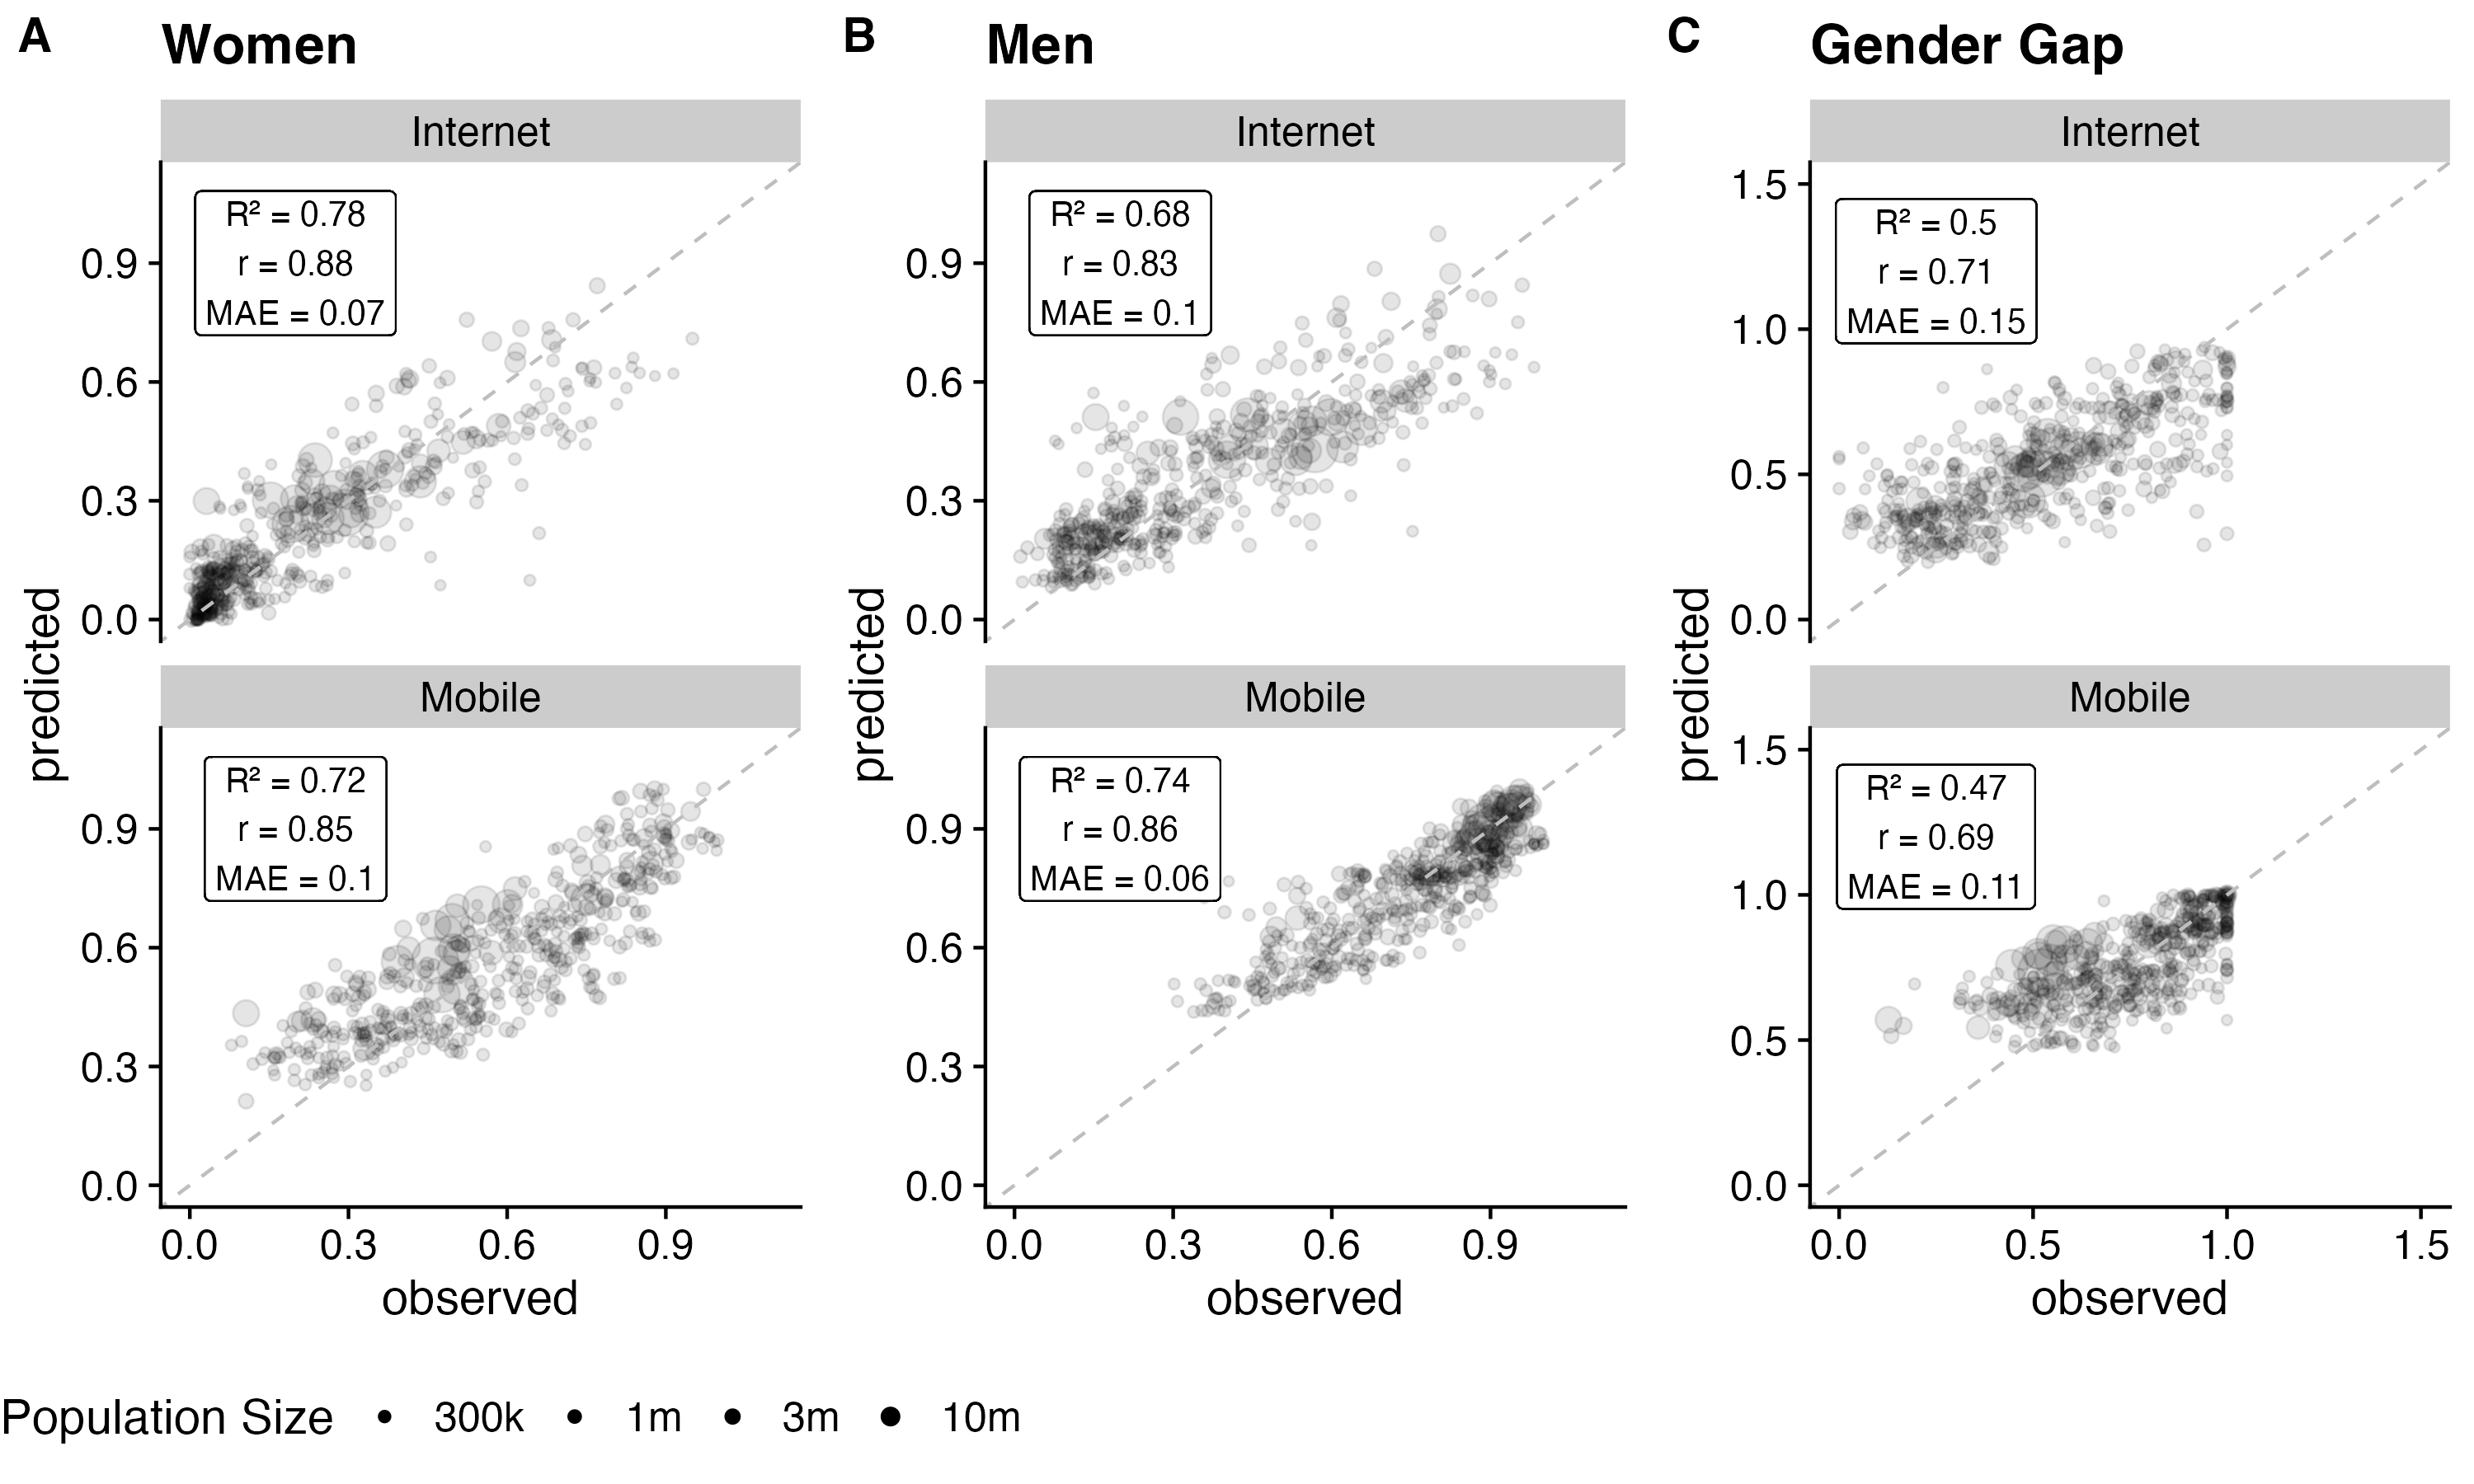 A
Women
B
Men
C
Gender Gap
Internet
R² = 0.78
r = 0.88
MAE = 0.07
0.9
0.6
0.3
0.0
Internet
R² = 0.68
r = 0.83
MAE = 0.1
0.9
0.6
0.3
0.0
Internet
R² = 0.5
r = 0.71
MAE = 0.15
1.5
1.0
0.5
0.0
predicted
predicted
predicted
Mobile
R² = 0.72
r = 0.85
MAE = 0.1
0.9
0.6
0.3
0.0
0.0 0.3 0.6 0.9
observed
Mobile
R² = 0.74
r = 0.86
MAE = 0.06
0.9
0.6
0.3
0.0
0.0 0.3 0.6 0.9
observed
Mobile
R² = 0.47
r = 0.69
MAE = 0.11
1.5
1.0
0.5
0.0
0.0 0.5 1.0 1.5
observed
Population Size 300k 1m 3m 10m